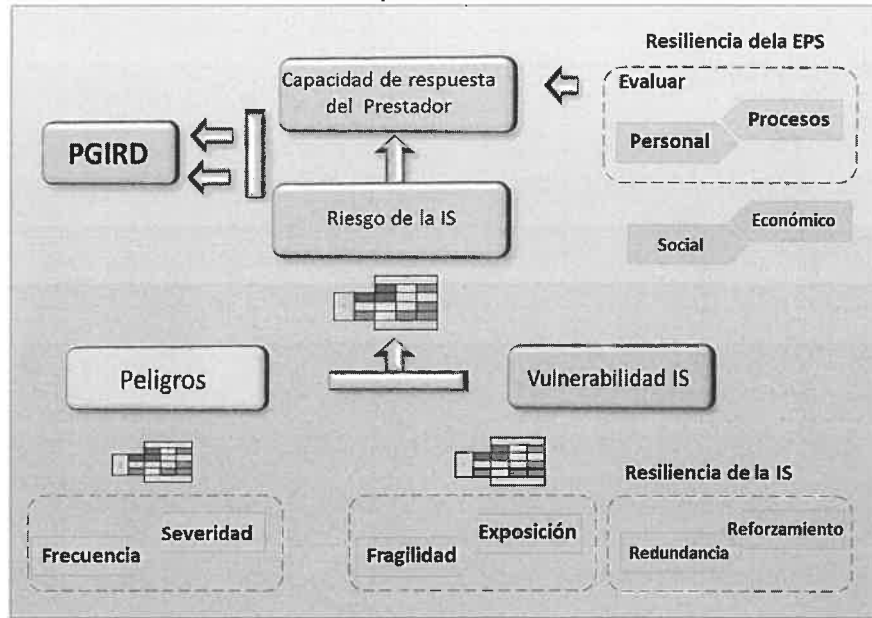 Resiliencia dela EPS
Capacidad de respuesta
del Prestador
Evaluar
Procesos
Personal
PGIRD
Riesgo de la IS
Económico
Social
Peligros
Vulnerabilidad IS
Resiliencia de la IS
Severidad
Frecuencia
Exposición
Fragilidad
Reforzamiento
Redundancia